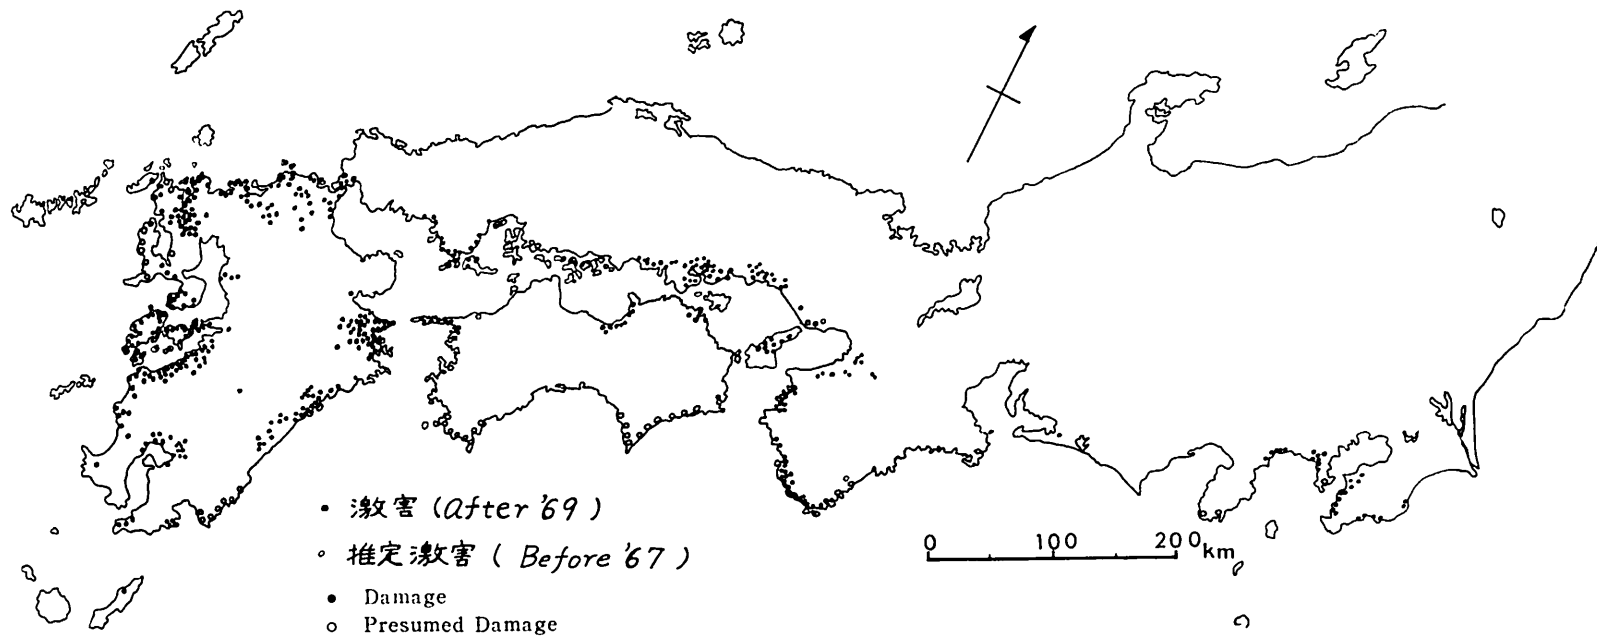 • 激害 (After '69)
○ 推定激害 ( Before '67 )
● Damage
○ Presumed Damage
0 100 200 km